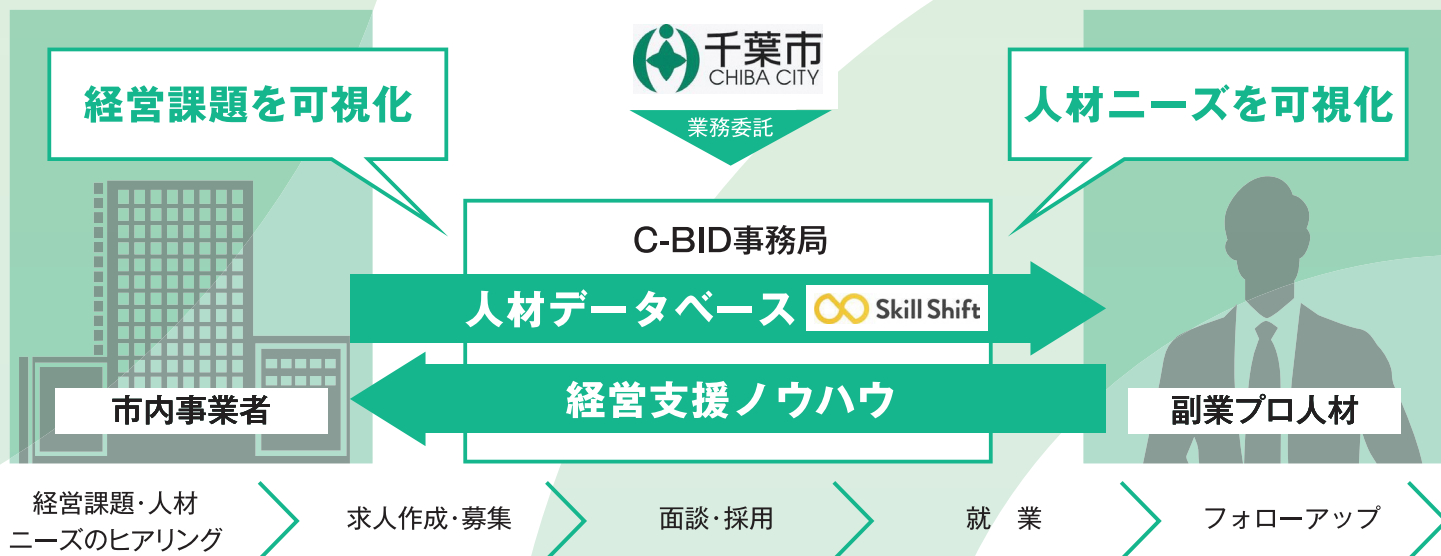 千葉市
CHIBA CITY
業務委託
経営課題を可視化
人材ニーズを可視化
C-BID事務局
人材データベース Skill Shift
経営支援ノウハウ
市内事業者
副業プロ人材
経営課題・人材
ニーズのヒアリング
求人作成・募集
面談・採用
就　業
フォローアップ